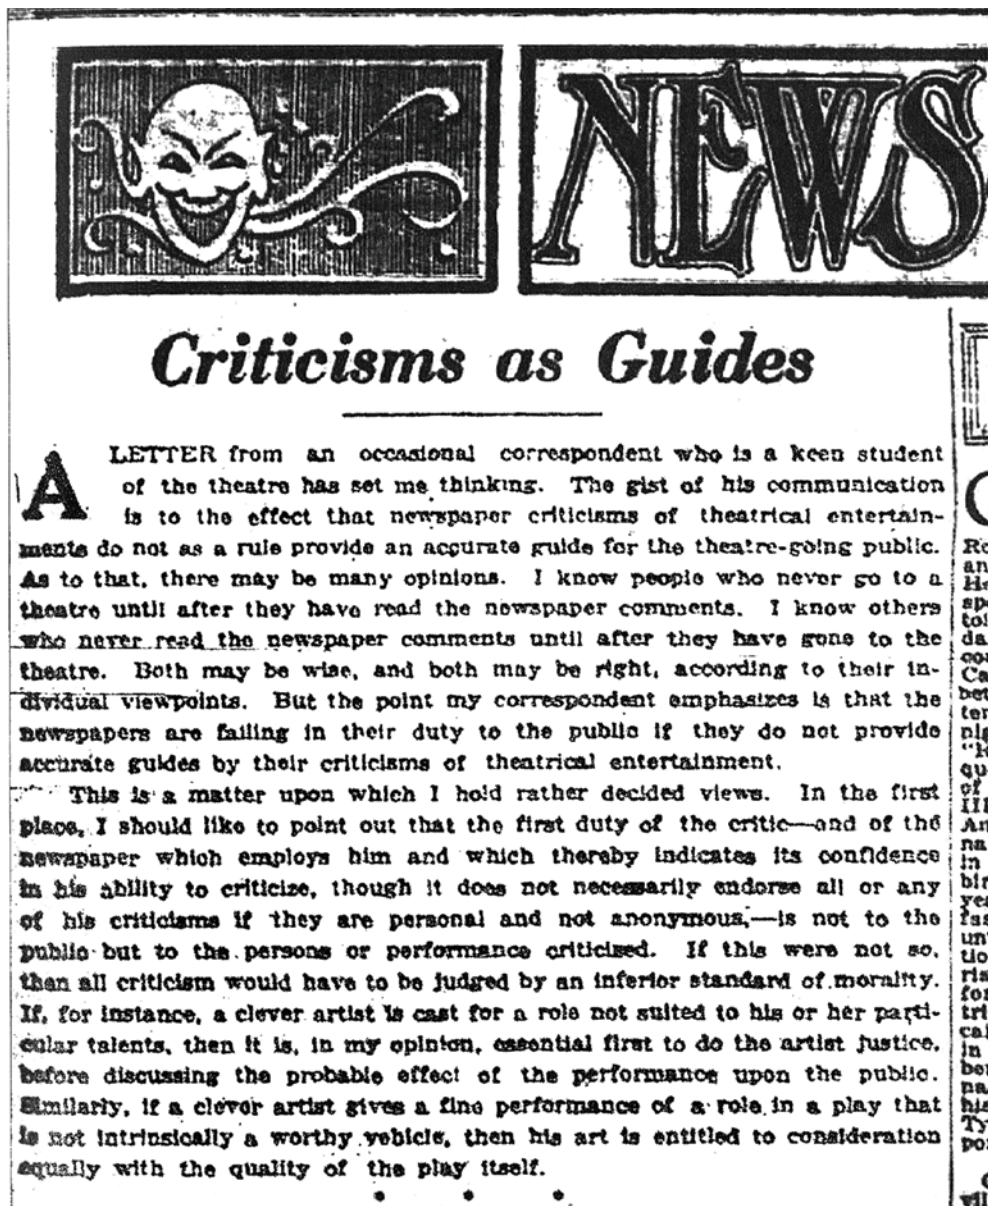 NEWS
Criticisms as Guides
A LETTER from an occasional correspondent who is a keen student
of the theatre has set me thinking. The gist of his communication
is to the effect that newspaper criticisms of theatrical entertain-
ments do not as a rule provide an accurate guide for the theatre-going public.
As to that, there may be many opinions. I know people who never go to a
theatre until after they have read the newspaper comments. I know others
who never read the newspaper comments until after they have gone to the
theatre. Both may be wise, and both may be right, according to their in-
dividual viewpoints. But the point my correspondent emphasizes is that the
newspapers are failing in their duty to the public if they do not provide
accurate guides by their criticisms of theatrical entertainment.
This is a matter upon which I hold rather decided views. In the first
place, I should like to point out that the first duty of the critic—and of the
newspaper which employs him and which thereby indicates its confidence
in his ability to criticize, though it does not necessarily endorse all or any
of his criticisms if they are personal and not anonymous,—is not to the
public but to the persons or performance criticised. If this were not so,
then all criticism would have to be judged by an inferior standard of morality.
If, for instance, a clever artist is cast for a role not suited to his or her parti-
cular talents, then it is, in my opinion, essential first to do the artist justice,
before discussing the probable effect of the performance upon the public.
Similarly, if a clever artist gives a fine performance of a role in a play that
is not intrinsically a worthy vehicle, then his art is entitled to consideration
equally with the quality of the play itself.